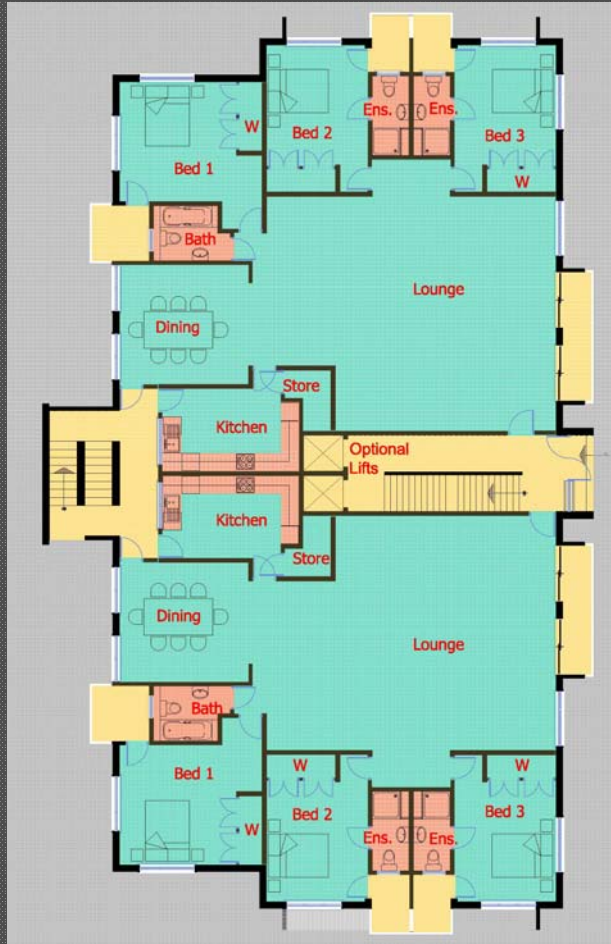 Bed 2
Ens.
Ens.
Bed 3
W
Bed 1
W
Bath
Lounge
Dining
Store
Kitchen
Optional
Lifts
Kitchen
Store
Dining
Lounge
Bath
Bed 1
W
W
W
Bed 2
Ens.
Ens.
Bed 3